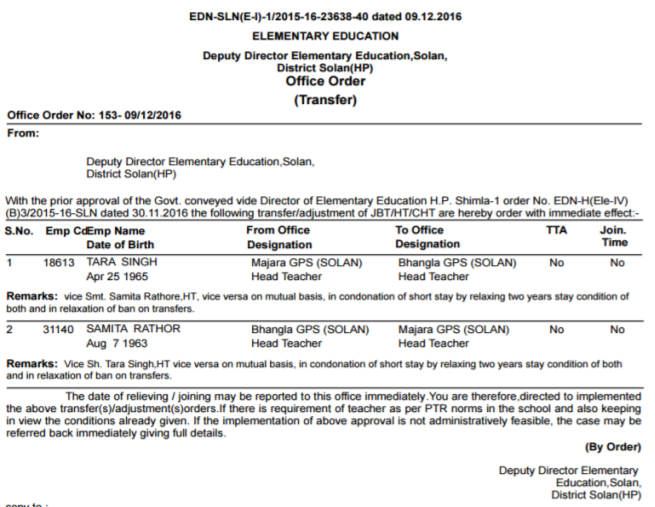 EDN-SLN(E-I)-1/2015-16-23638-40 dated 09.12.2016
ELEMENTARY EDUCATION
Deputy Director Elementary Education,Solan,
District Solan(HP)
Office Order
(Transfer)
Office Order No: 153- 09/12/2016
From:
Deputy Director Elementary Education,Solan,
District Solan(HP)
With the prior approval of the Govt. conveyed vide Director of Elementary Education H.P. Shimla-1 order No. EDN-H(Ele-IV)
(B)3/2015-16-SLN dated 30.11.2016 the following transfer/adjustment of JBT/HT/CHT are hereby order with immediate effect:-
S.No. Emp CdEmp Name From Office To Office TTA Join.
Date of Birth Designation Designation Time
1 18613 TARA SINGH Majara GPS (SOLAN) Bhangla GPS (SOLAN) No No
Apr 25 1965 Head Teacher Head Teacher
Remarks: vice Smt. Samita Rathore,HT, vice versa on mutual basis, in condonation of short stay by relaxing two years stay condition of
both and in relaxation of ban on transfers.
2 31140 SAMITA RATHOR Bhangla GPS (SOLAN) Majara GPS (SOLAN) No No
Aug 7 1963 Head Teacher Head Teacher
Remarks: Vice Sh. Tara Singh,HT vice versa on mutual basis, in condonation of short stay by relaxing two years stay condition of both
and in relaxation of ban on transfers.
The date of relieving / joining may be reported to this office immediately.You are therefore,directed to implemented
the above transfer(s)/adjustment(s)orders.If there is requirement of teacher as per PTR norms in the school and also keeping
in view the conditions already given. If the implementation of above approval is not administratively feasible, the case may be
referred back immediately giving full details.
(By Order)
Deputy Director Elementary
Education,Solan,
District Solan(HP)
copy to :